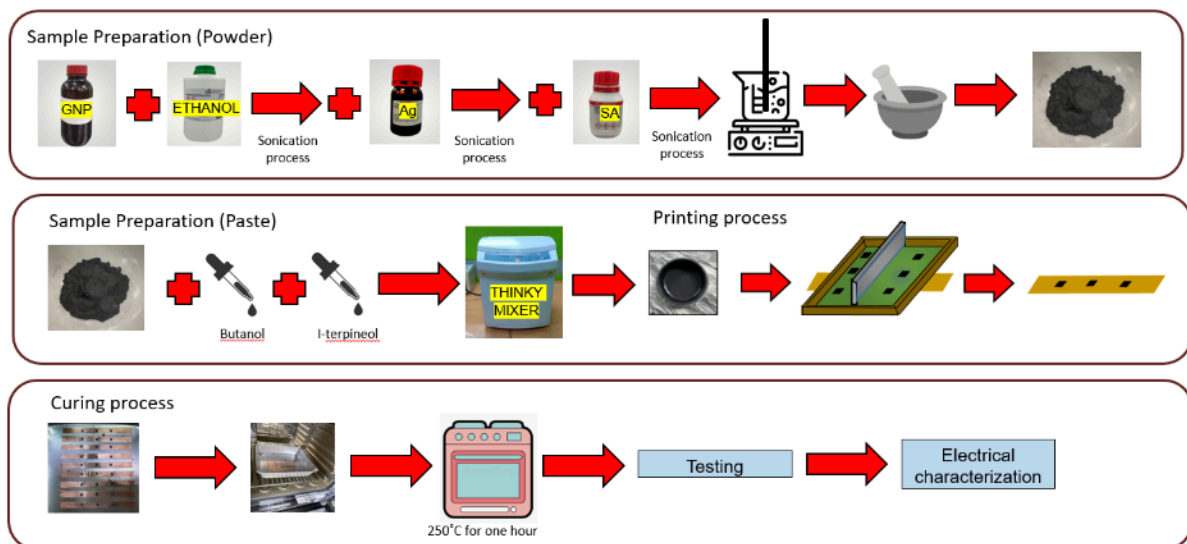 Sample Preparation (Powder)
GNP
ETHANOL
Ag
SA
Sonication
process
Sonication
process
Sonication
process
Sample Preparation (Paste)
Printing process
THINKY
MIXER
Butanol
I-terpineol
Curing process
Testing
Electrical
characterization
250°C for one hour